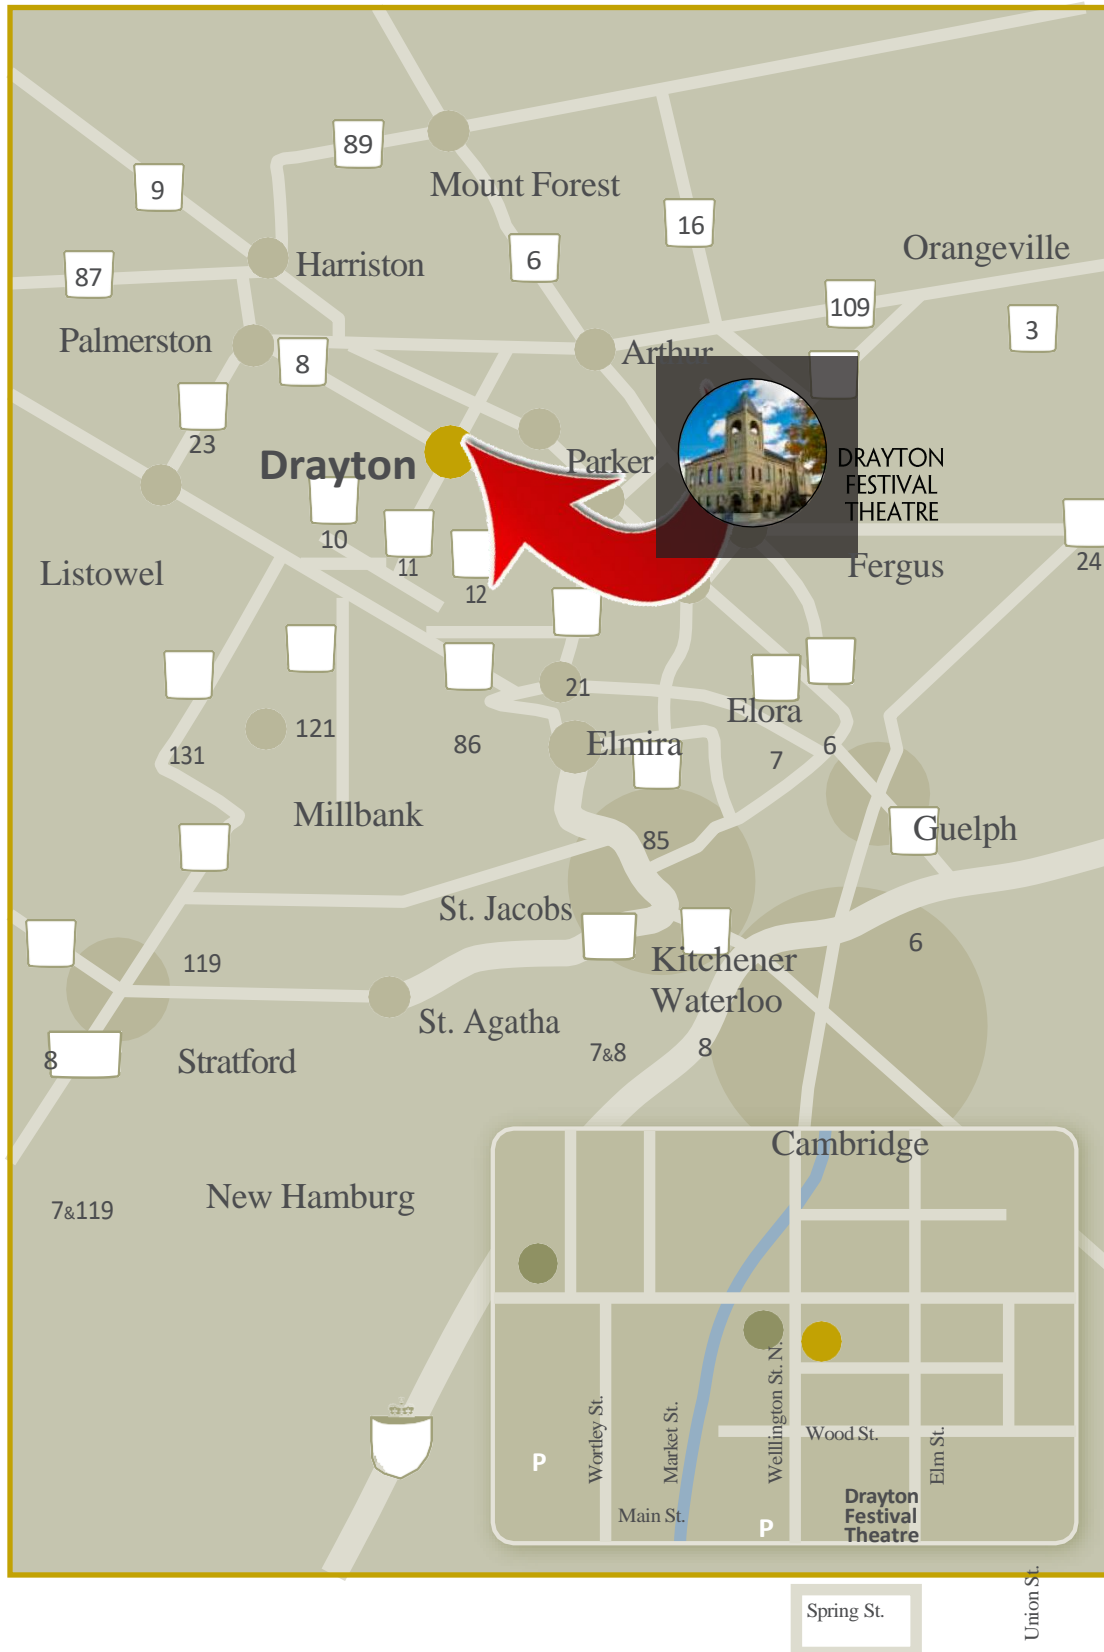 89
Mount Forest
9
16
6
Orangeville
Harriston
87
109
3
Palmerston
Arthur
8
23
Drayton
Parker
DRAYTON
FESTIVAL
THEATRE
10
11
12
Listowel
Fergus
24
21
Elora
121
86
Elmira
6
131
7
Millbank
Guelph
85
St. Jacobs
6
119
Kitchener
Waterloo
St. Agatha
7&8
8
8
Stratford
Cambridge
7&119
New Hamburg
Wortley St.
Market St.
Welllington St. N.
Wood St.
Elm St.
P
Main St.
P
Drayton
Festival
Theatre
Spring St.
Union St.